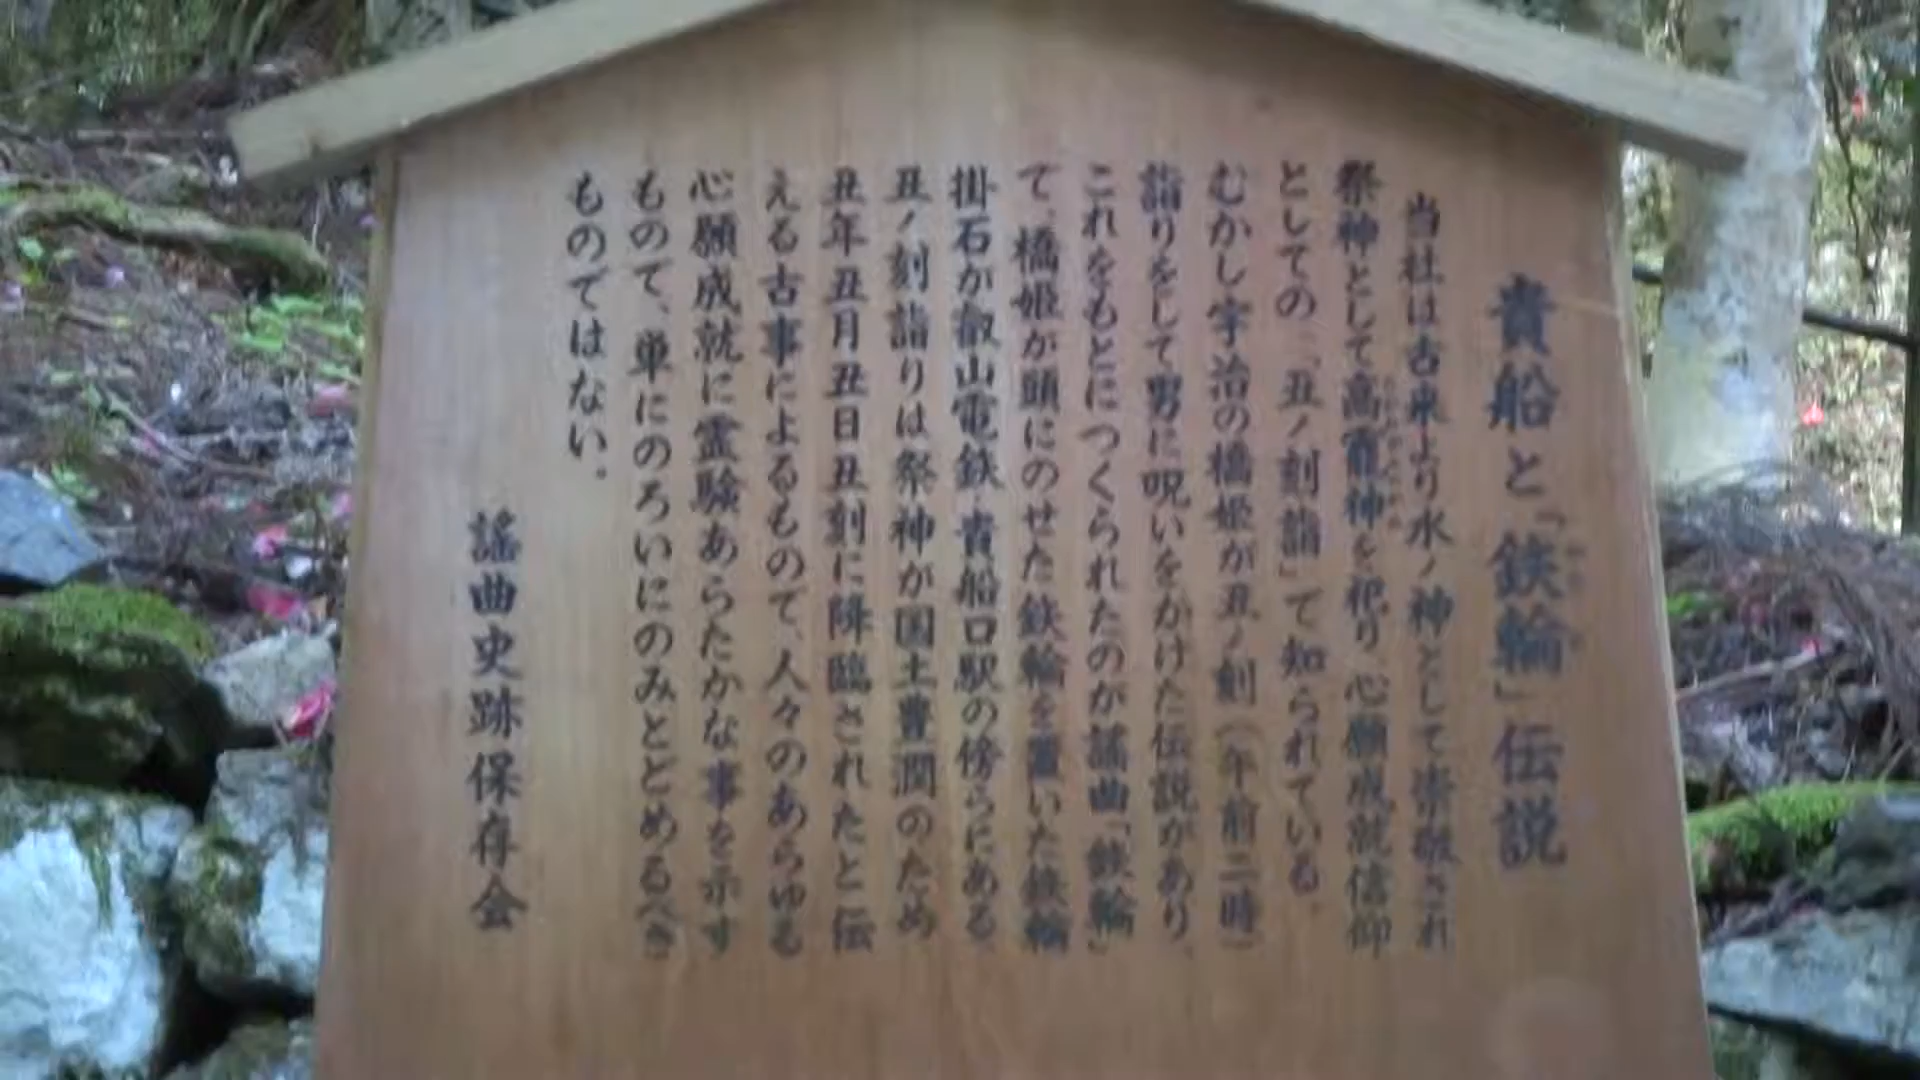 貴船と「鉄輪」伝説
当社は古来より水ノ神として崇敬され
祭神として高龗神を祀り、心願成就信仰
としての「丑ノ刻詣」で知られている。
むかし宇治の橋姫が丑ノ刻（午前二時）
詣りをして男に呪いをかけた伝説があり、
これをもとにつくられたのが謡曲「鉄輪」
で、橋姫が頭にのせた鉄輪を置いた鉄輪
掛石が叡山電鉄・貴船口駅の傍らにある
丑ノ刻詣りは祭神が国土豊潤のため
丑年丑月丑日丑刻に降臨されたと伝
える古事によるもので、人々のあらゆる
心願成就に霊験あらたかな事を示す
もので、単にのろいにのみとどめるべき
ものではない。
謡曲史跡保存会